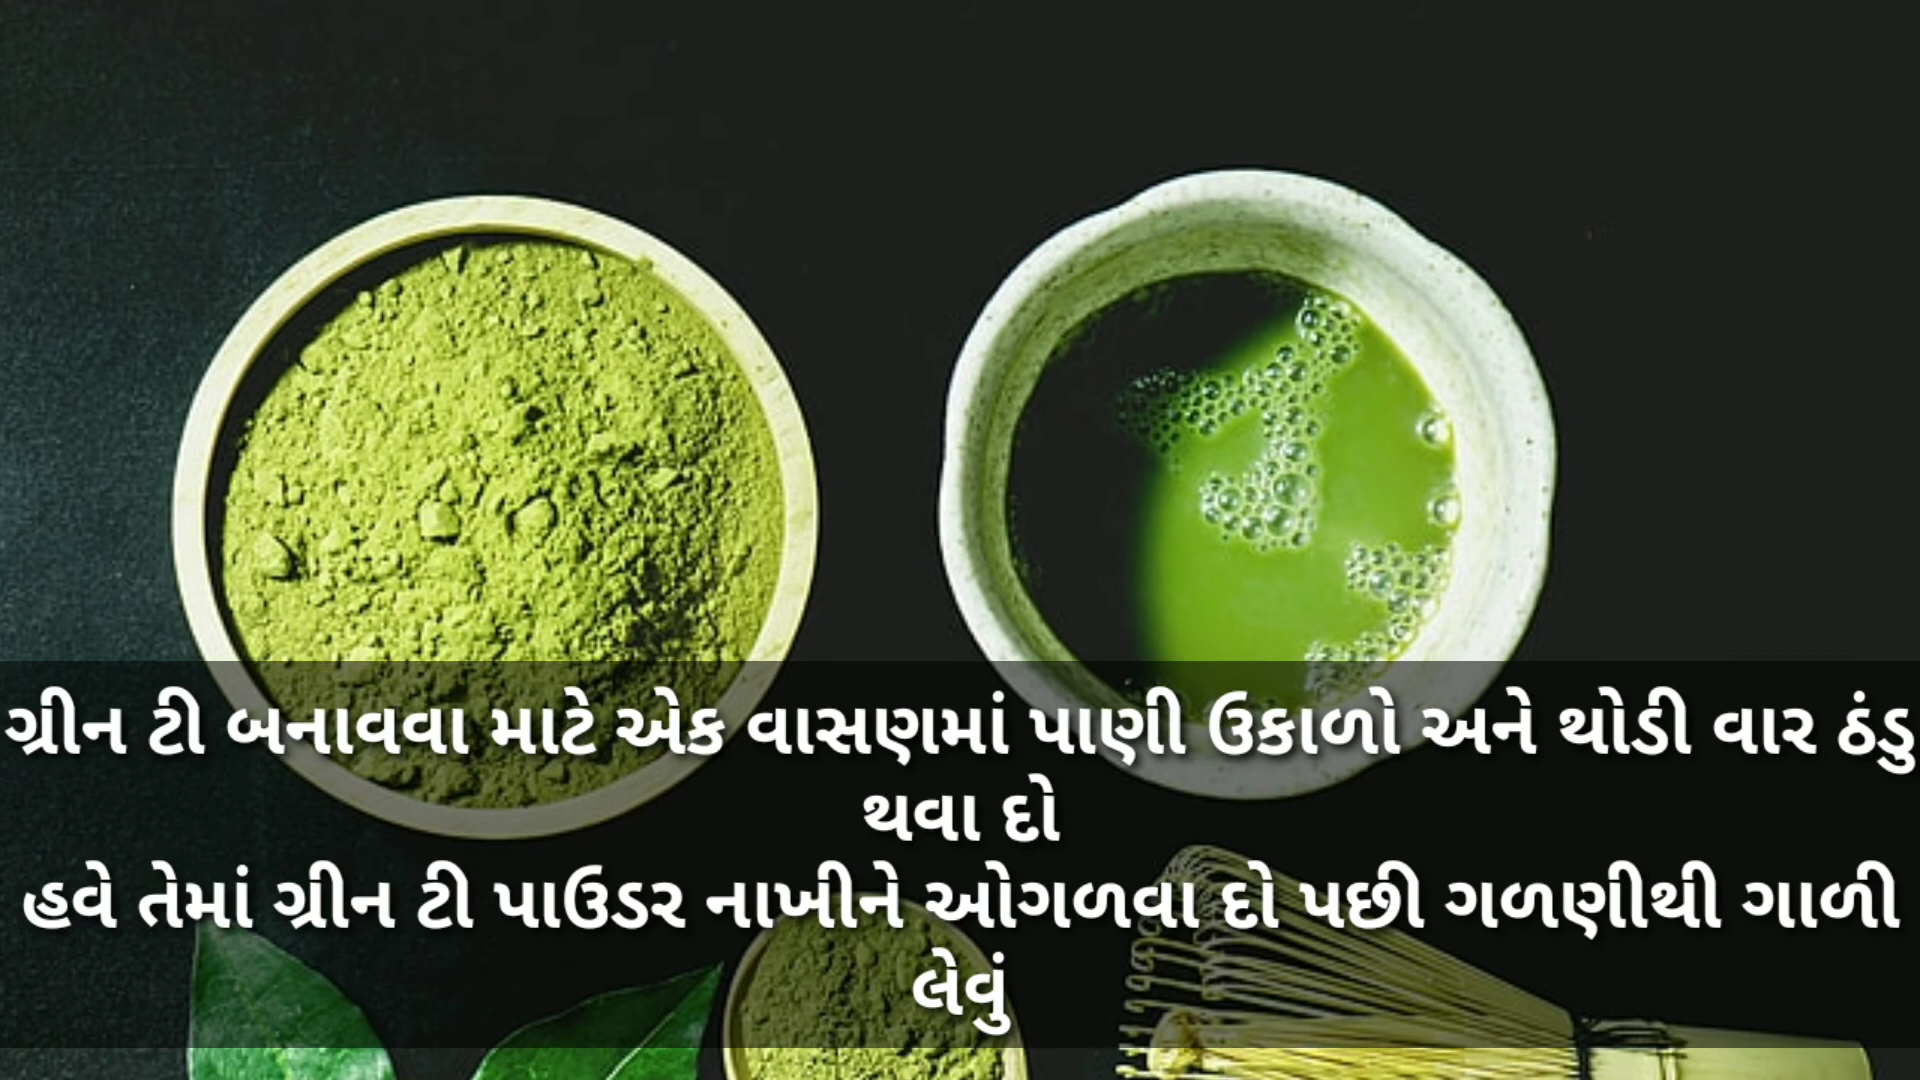 ગ્રીન ટી બનાવવા માટે એક વાસણમાં પાણી ઉકાળો અને થોડી વાર ઠંડુ
થવા દો
હવે તેમાં ગ્રીન ટી પાઉડર નાખીને ઓગળવા દો પછી ગળણીથી ગાળી
લેવું